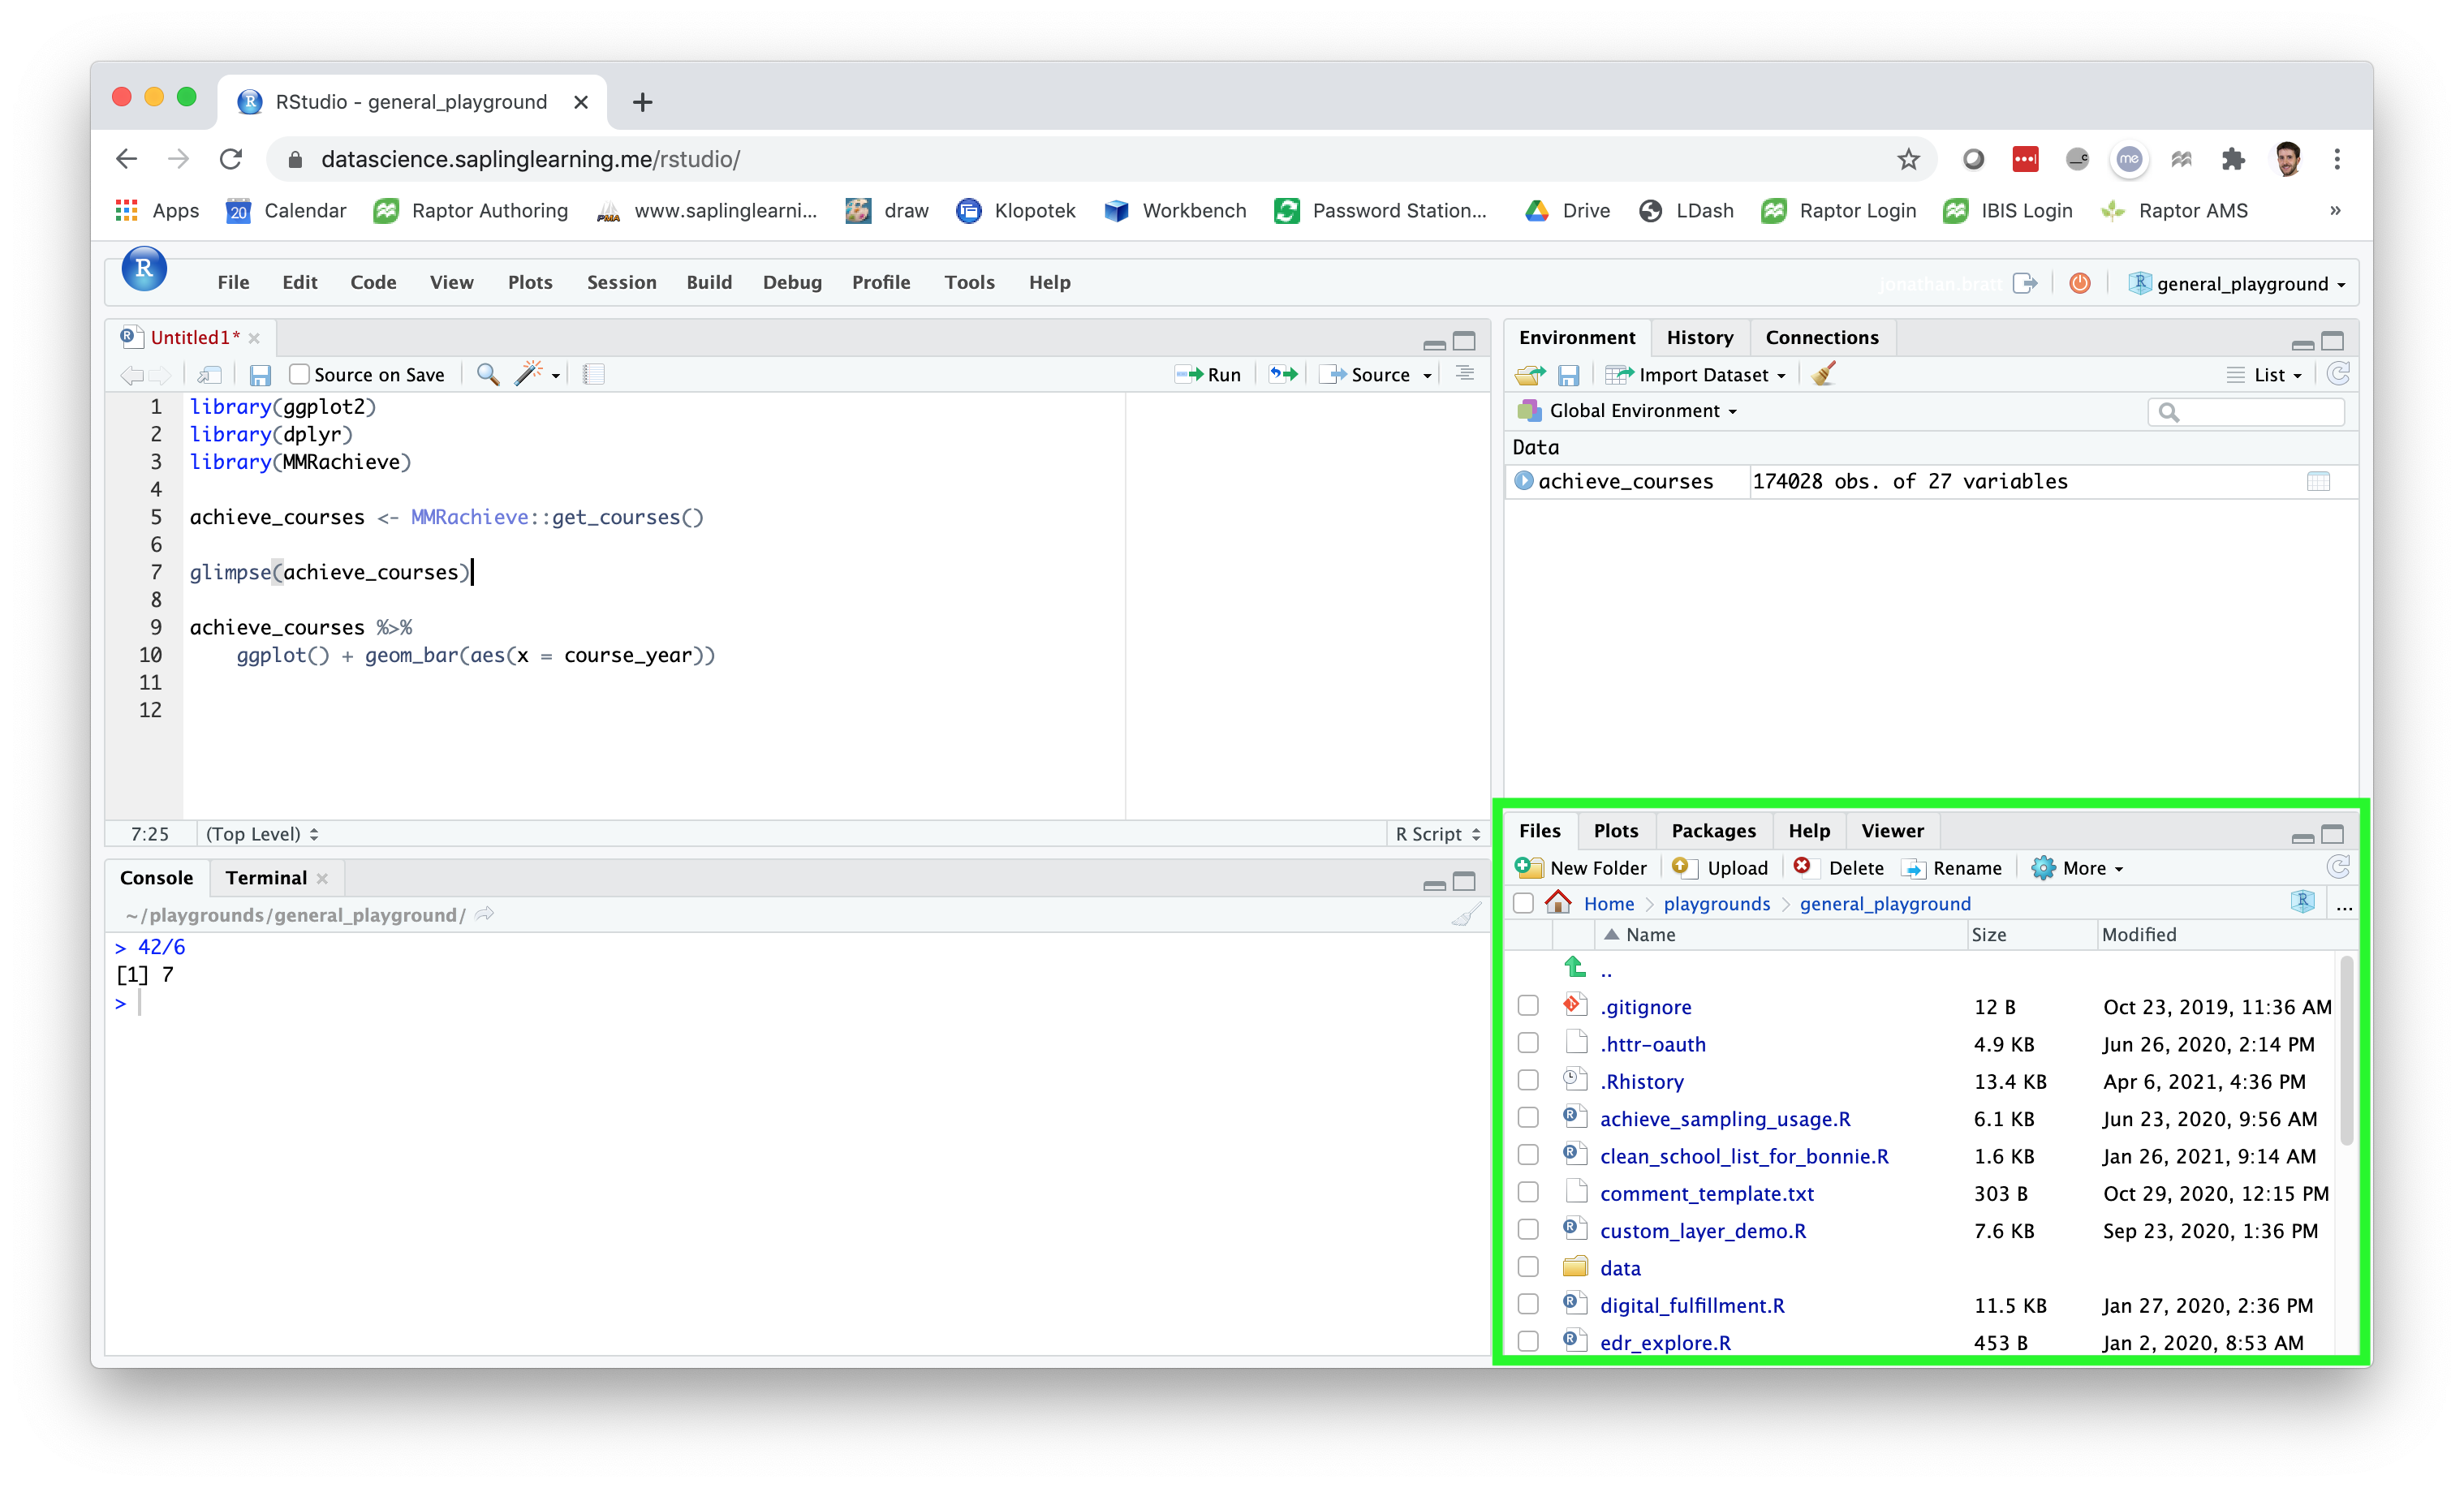 RStudio - general_playground
datascience.saplinglearning.me/rstudio/
me
Apps 20 Calendar Raptor Authoring PMA www.saplinglearni... draw Klopotek Workbench Password Station... Drive LDash Raptor Login IBIS Login Raptor AMS »
R File Edit Code View Plots Session Build Debug Profile Tools Help jonathan.bratt general_playground
Untitled1*
Source on Save Run Source
1 library(ggplot2)
2 library(dplyr)
3 library(MMRachieve)
4
5 achieve_courses <- MMRachieve::get_courses()
6
7 glimpse(achieve_courses)
8
9 achieve_courses %>%
10 ggplot() + geom_bar(aes(x = course_year))
11
12
7:25 (Top Level) R Script
Console Terminal
~/playgrounds/general_playground/
> 42/6
[1] 7
>
Environment History Connections
Import Dataset List
Global Environment
Data
achieve_courses 174028 obs. of 27 variables
Files Plots Packages Help Viewer
New Folder Upload Delete Rename More
Home playgrounds general_playground ...
Name Size Modified
..
.gitignore 12 B Oct 23, 2019, 11:36 AM
.httr-oauth 4.9 KB Jun 26, 2020, 2:14 PM
.Rhistory 13.4 KB Apr 6, 2021, 4:36 PM
achieve_sampling_usage.R 6.1 KB Jun 23, 2020, 9:56 AM
clean_school_list_for_bonnie.R 1.6 KB Jan 26, 2021, 9:14 AM
comment_template.txt 303 B Oct 29, 2020, 12:15 PM
custom_layer_demo.R 7.6 KB Sep 23, 2020, 1:36 PM
data
digital_fulfillment.R 11.5 KB Jan 27, 2020, 2:36 PM
edr_explore.R 453 B Jan 2, 2020, 8:53 AM